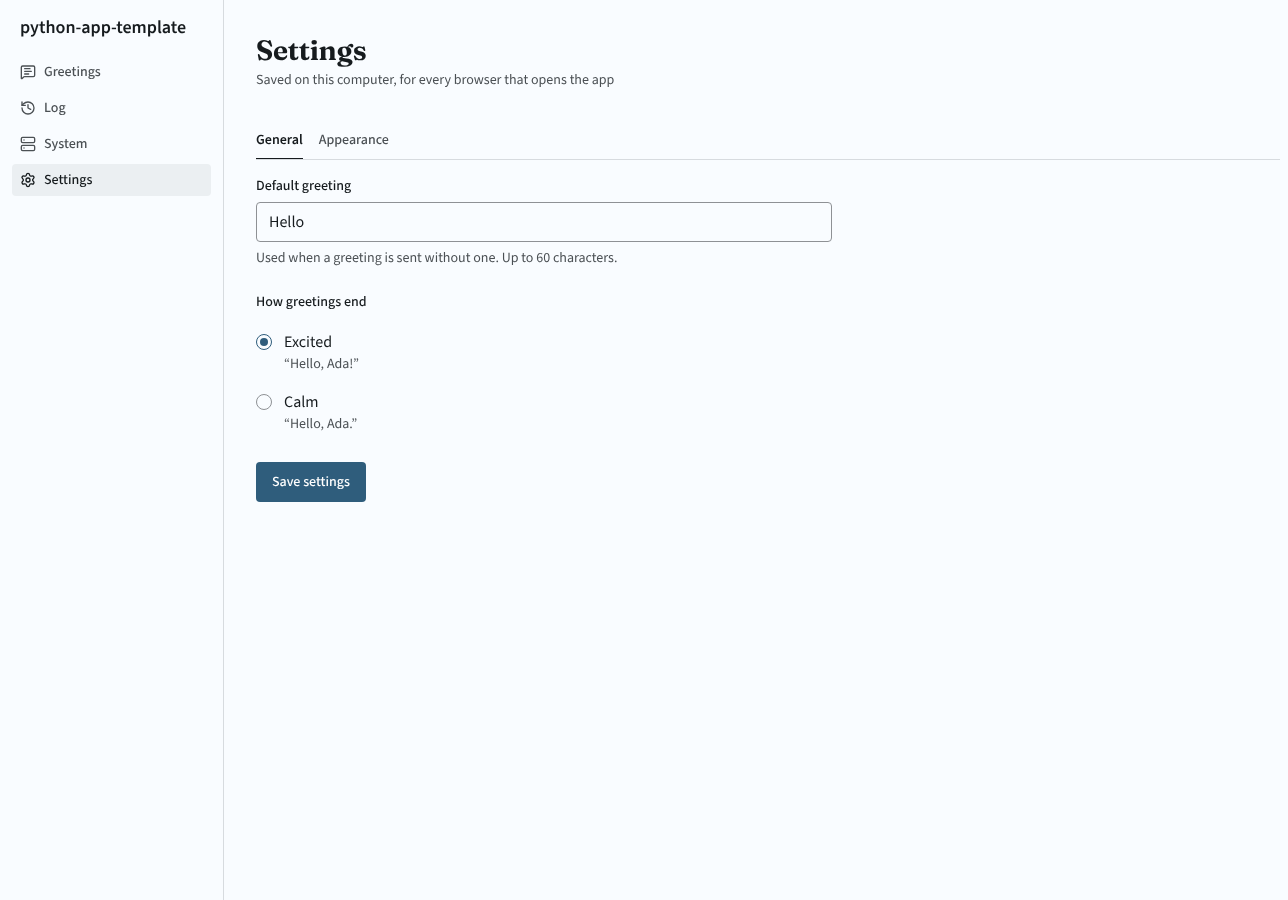 python-app-template
Greetings
Log
System
Settings
Settings
Saved on this computer, for every browser that opens the app
General
Appearance
Default greeting
Hello
Used when a greeting is sent without one. Up to 60 characters.
How greetings end
Excited
“Hello, Ada!”
Calm
“Hello, Ada.”
Save settings